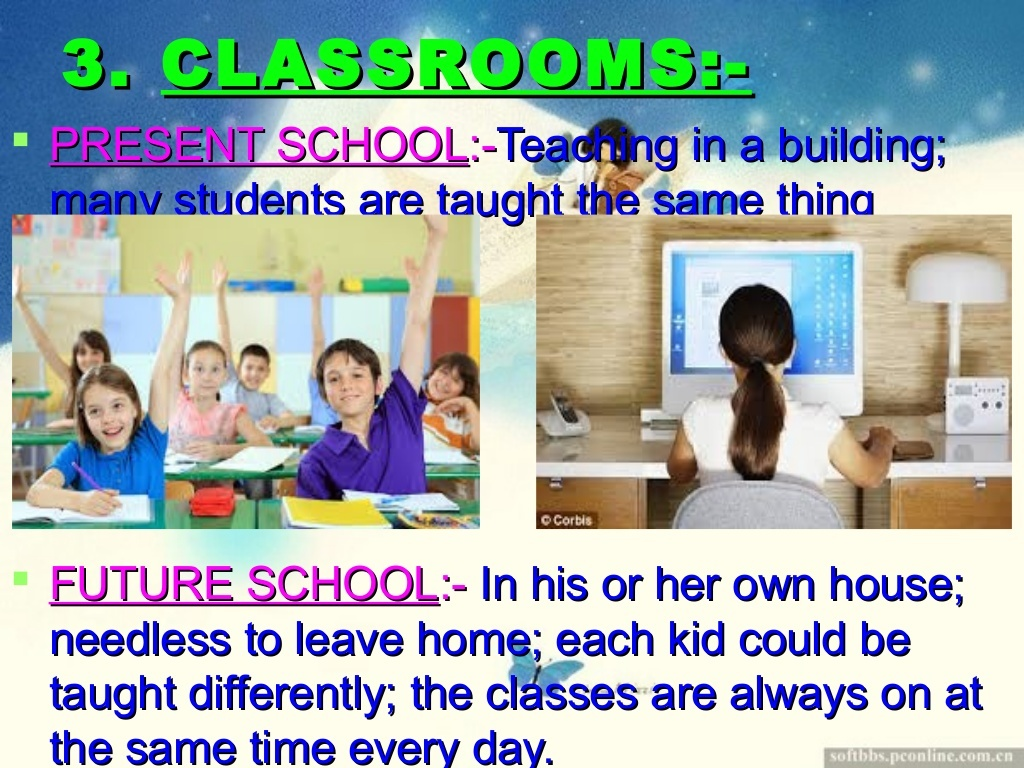 3. CLASSROOMS:-
PRESENT SCHOOL:-Teaching in a building;
many students are taught the same thing
© Corbis
FUTURE SCHOOL:- In his or her own house;
needless to leave home; each kid could be
taught differently; the classes are always on at
the same time every day.
softbbs.pconline.com.cn